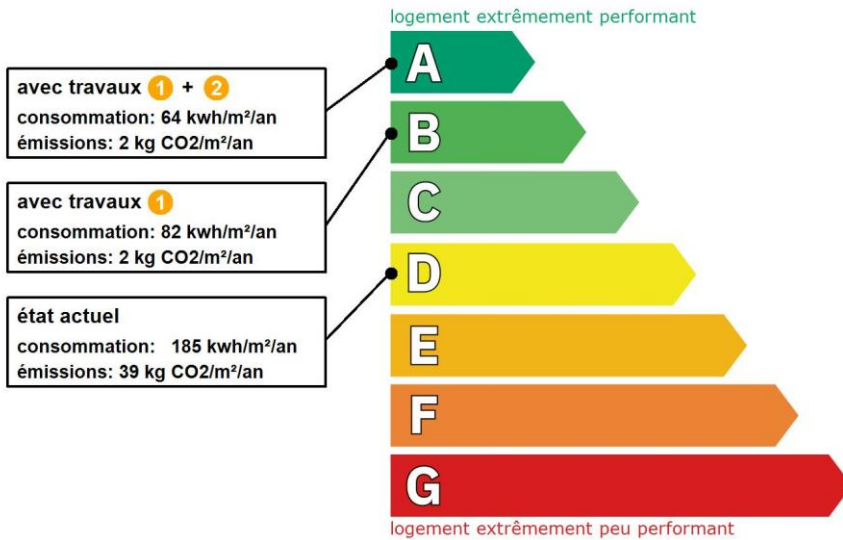 logement extrêmement performant
avec travaux 1 + 2
consommation: 64 kwh/m²/an
émissions: 2 kg CO2/m²/an
avec travaux 1
consommation: 82 kwh/m²/an
émissions: 2 kg CO2/m²/an
état actuel
consommation: 185 kwh/m²/an
émissions: 39 kg CO2/m²/an
A
B
C
D
E
F
G
logement extrêmement peu performant